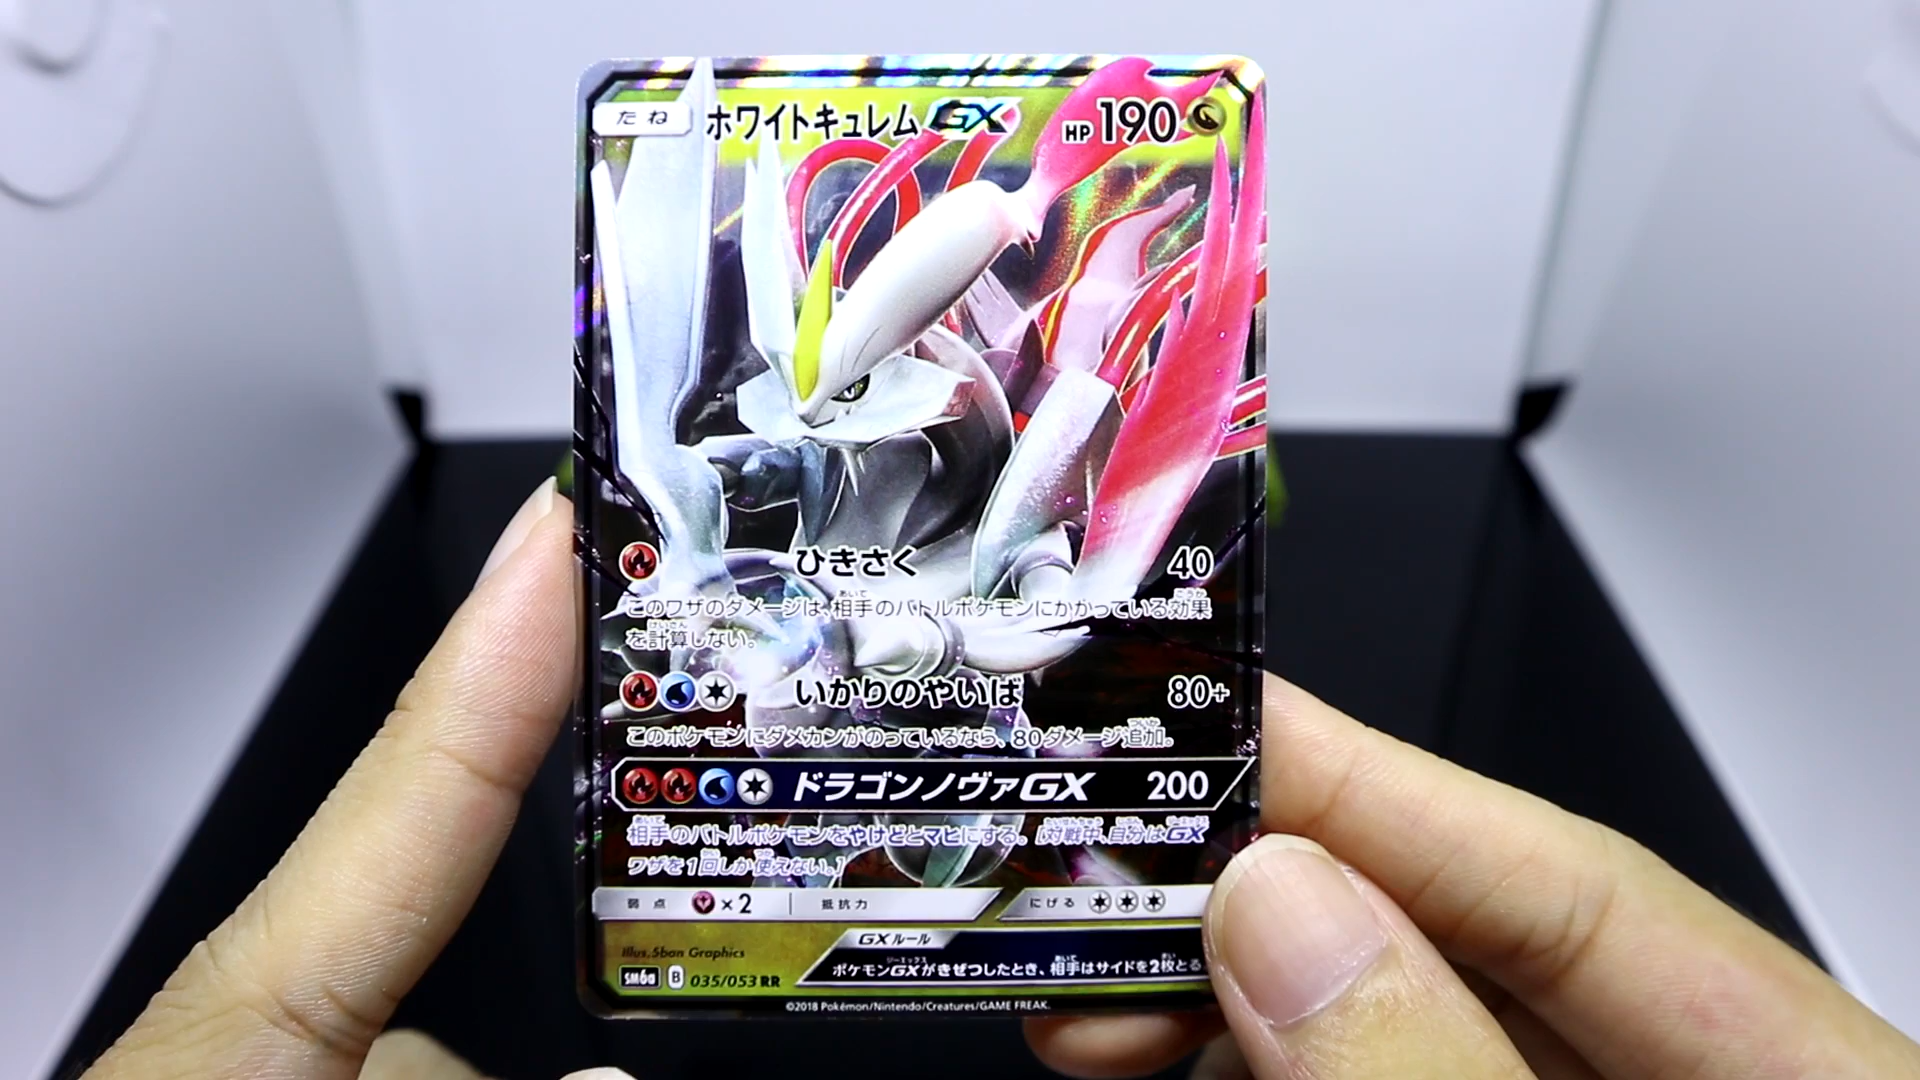 たね ホワイトキュレムGX HP 190
ひきさく 40
このワザのダメージは、相手のバトルポケモンにかかっている効果
を計算しない。
いかりのやいば 80+
このポケモンにダメカンがのっているなら、80ダメージ追加。
ドラゴンノヴァGX 200
相手のバトルポケモンをやけどとマヒにする。[対戦中、自分はGX
ワザを1回しか使えない。]
弱点 ×2 抵抗力 にげる
GXルール
ポケモンGXがきぜつしたとき、相手はサイドを2枚とる
Illus.5ban Graphics
SM6a B 035/053 RR
©2018 Pokémon/Nintendo/Creatures/GAME FREAK.